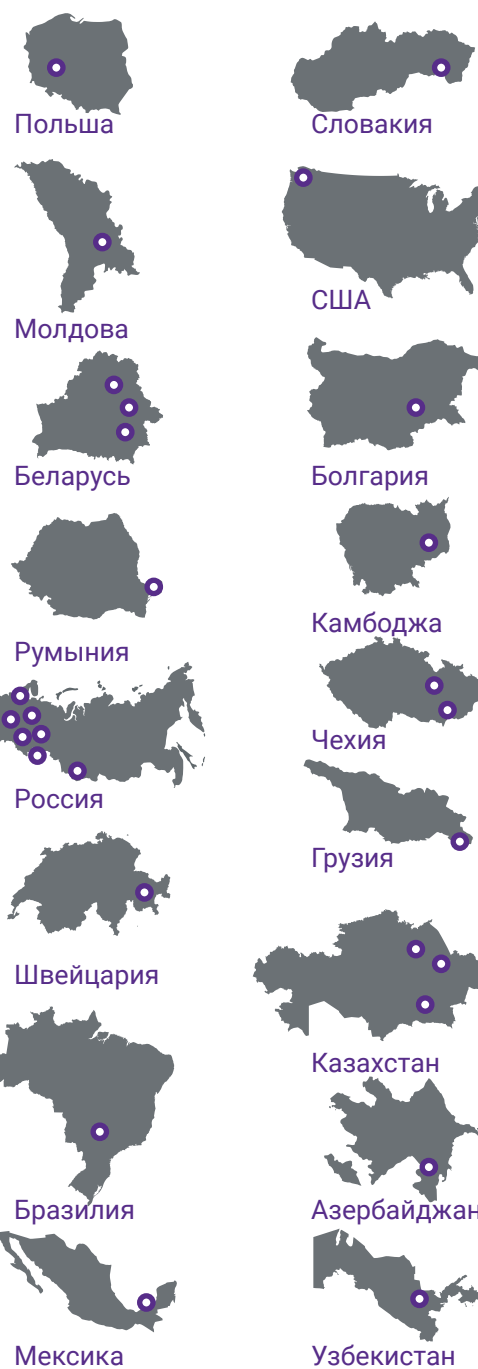 Польша
Словакия
Молдова
США
Беларусь
Болгария
Румыния
Камбоджа
Россия
Чехия
Швейцария
Грузия
Казахстан
Бразилия
Азербайджан
Мексика
Узбекистан